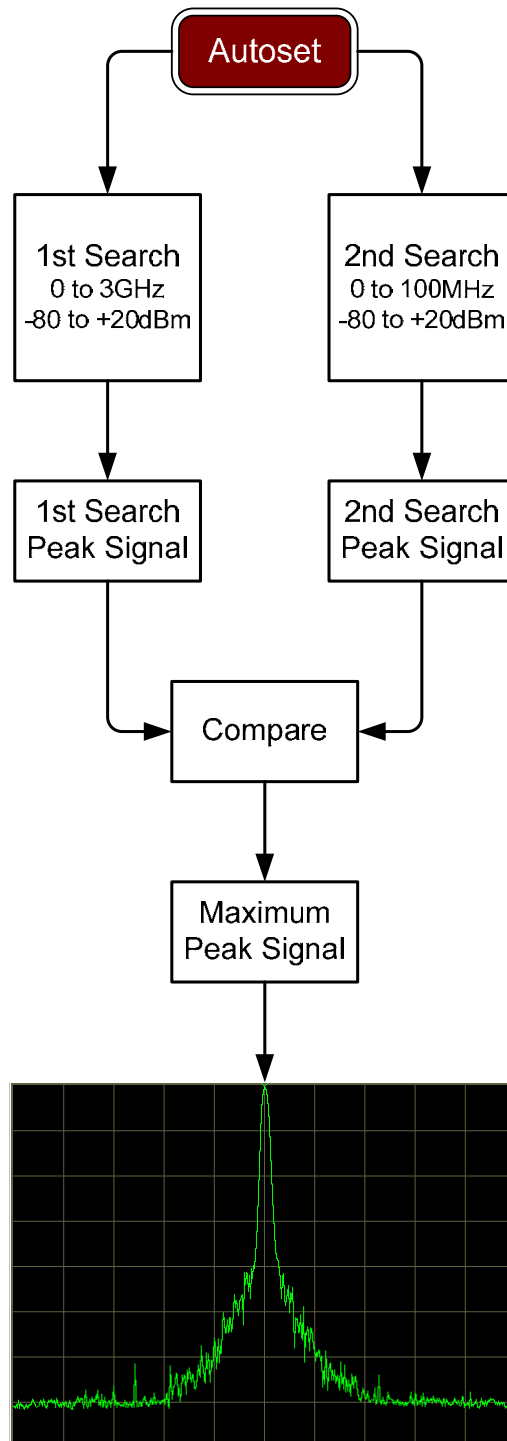 Autoset
1st Search
0 to 3GHz
-80 to +20dBm
2nd Search
0 to 100MHz
-80 to +20dBm
1st Search
Peak Signal
2nd Search
Peak Signal
Compare
Maximum
Peak Signal